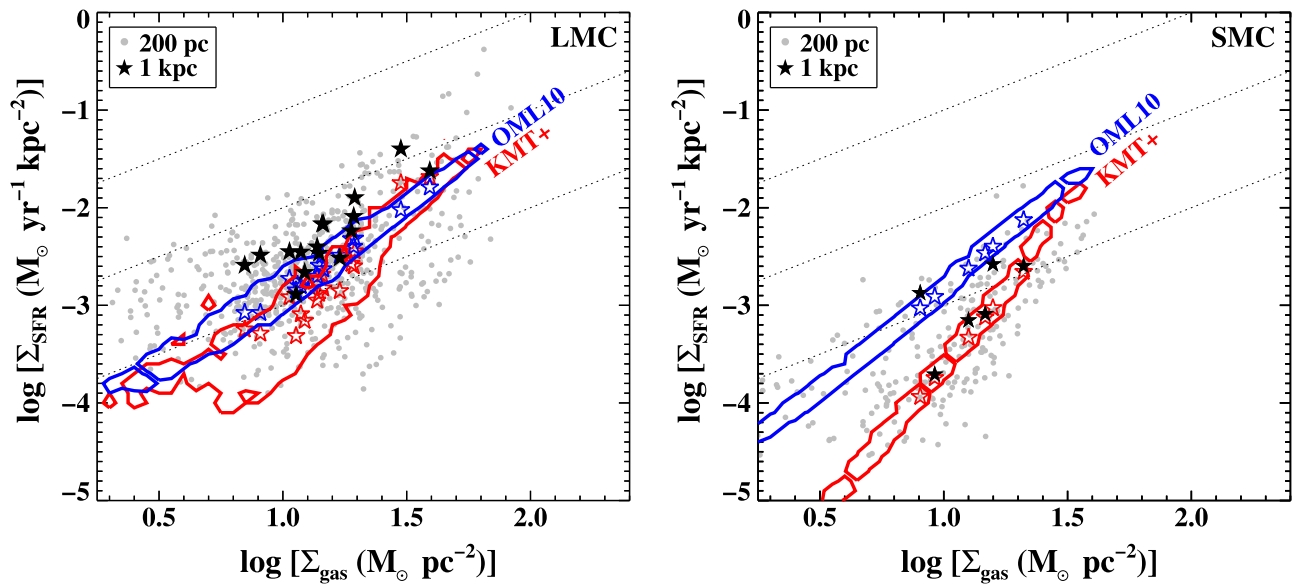 log [Σ_SFR (M_⊙ yr^−1 kpc^−2)]
0
−1
−2
−3
−4
−5
200 pc
1 kpc
LMC
OML10
KMT+
0.5 1.0 1.5 2.0
log [Σ_gas (M_⊙ pc^−2)]
log [Σ_SFR (M_⊙ yr^−1 kpc^−2)]
0
−1
−2
−3
−4
−5
200 pc
1 kpc
SMC
OML10
KMT+
0.5 1.0 1.5 2.0
log [Σ_gas (M_⊙ pc^−2)]